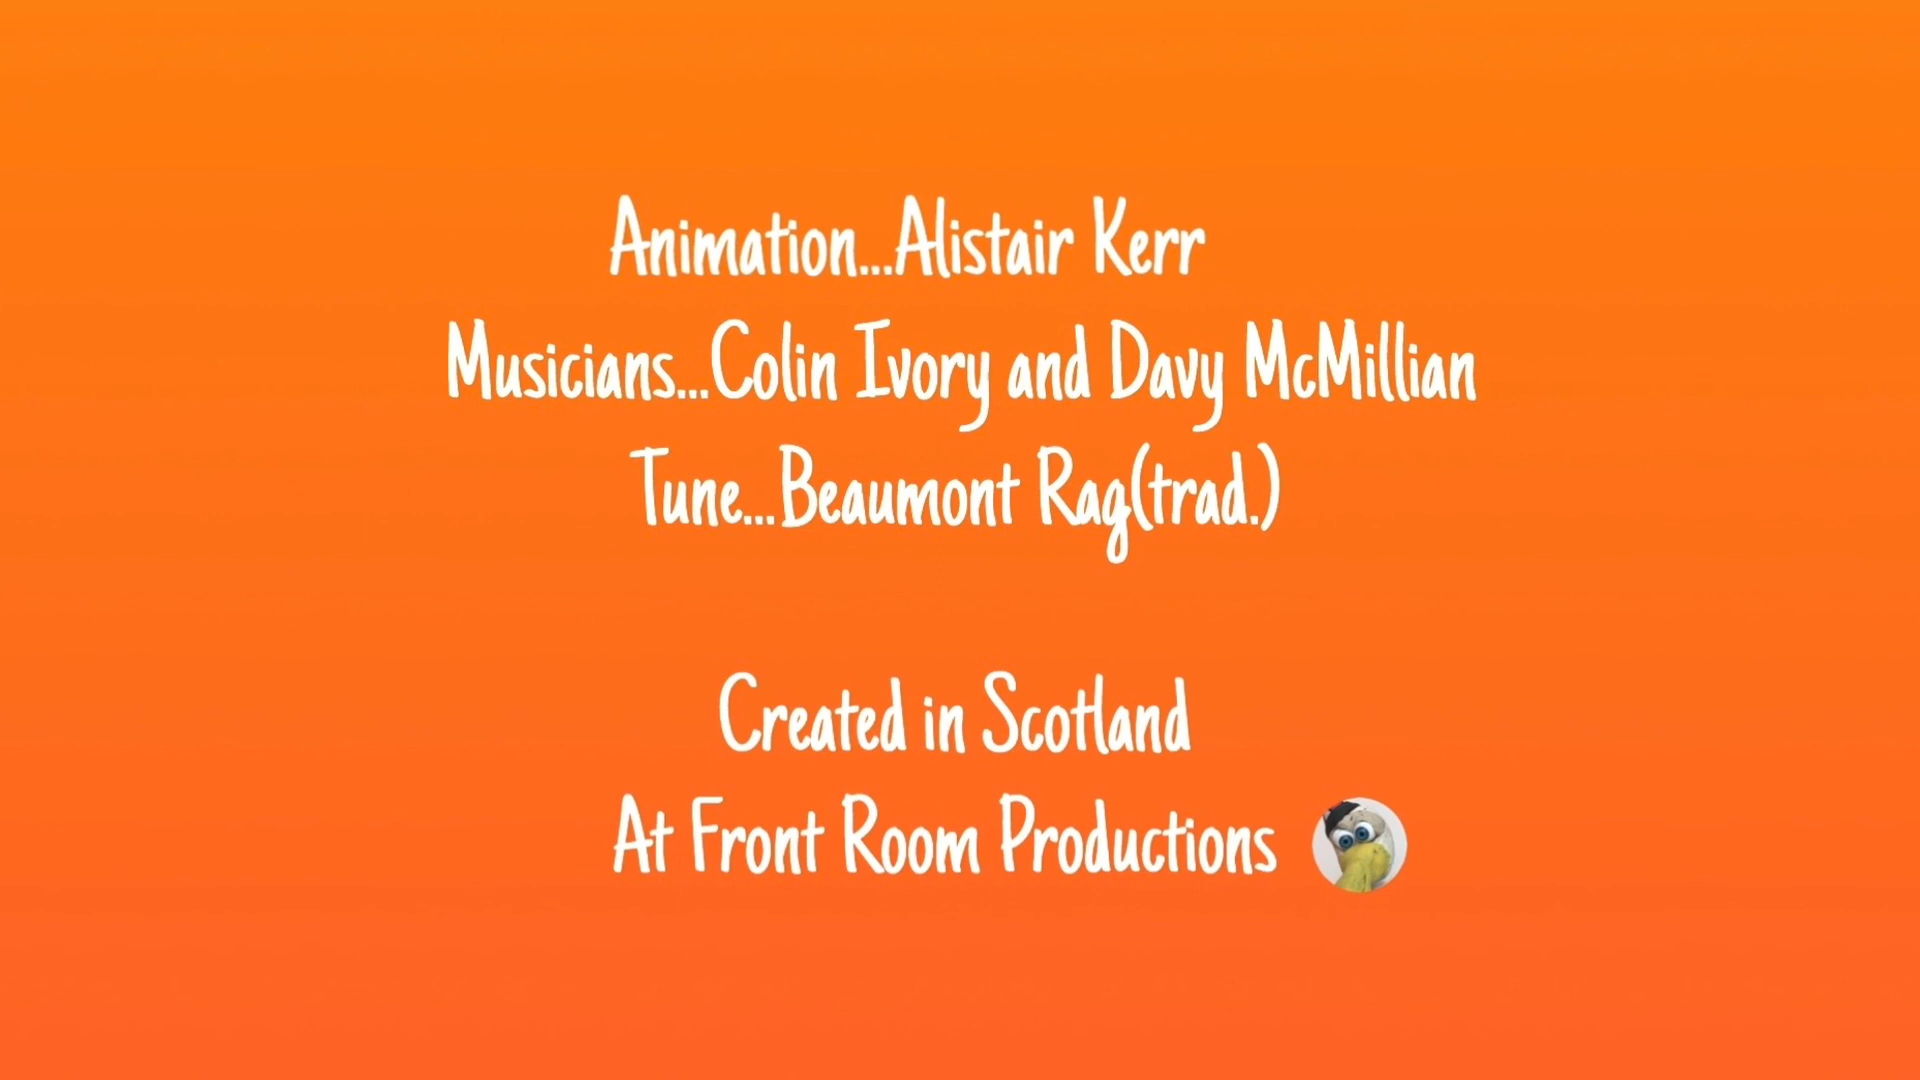 Animation...Alistair Kerr
Musicians...Colin Ivory and Davy McMillian
Tune...Beaumont Rag(trad.)
Created in Scotland
At Front Room Productions